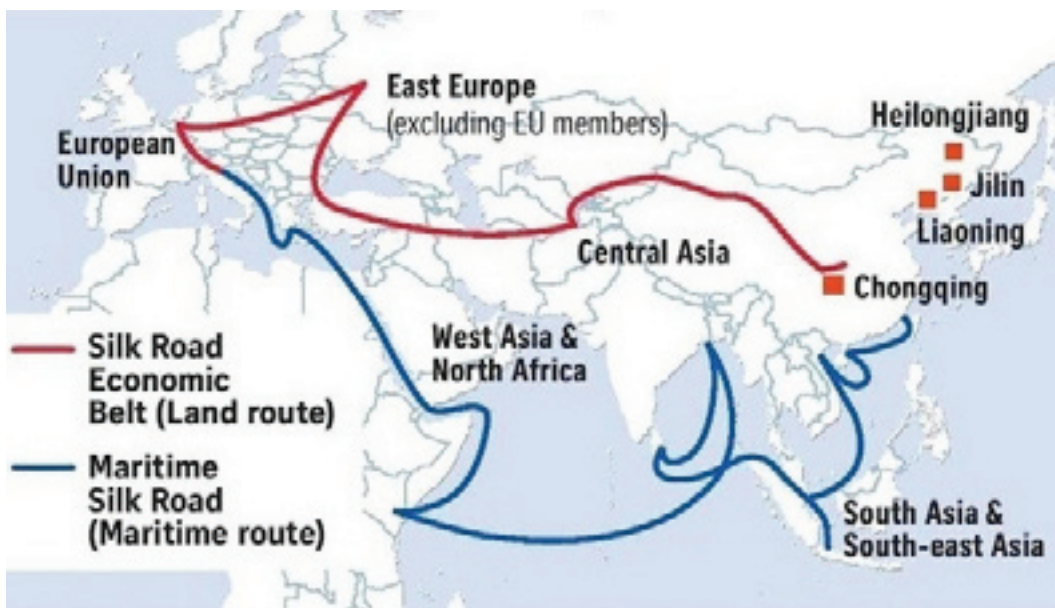 East Europe
(excluding EU members)
Heilongjiang
European
Union
Jilin
Liaoning
Central Asia
Chongqing
West Asia &
North Africa
Silk Road
Economic
Belt (Land route)
Maritime
Silk Road
(Maritime route)
South Asia &
South-east Asia